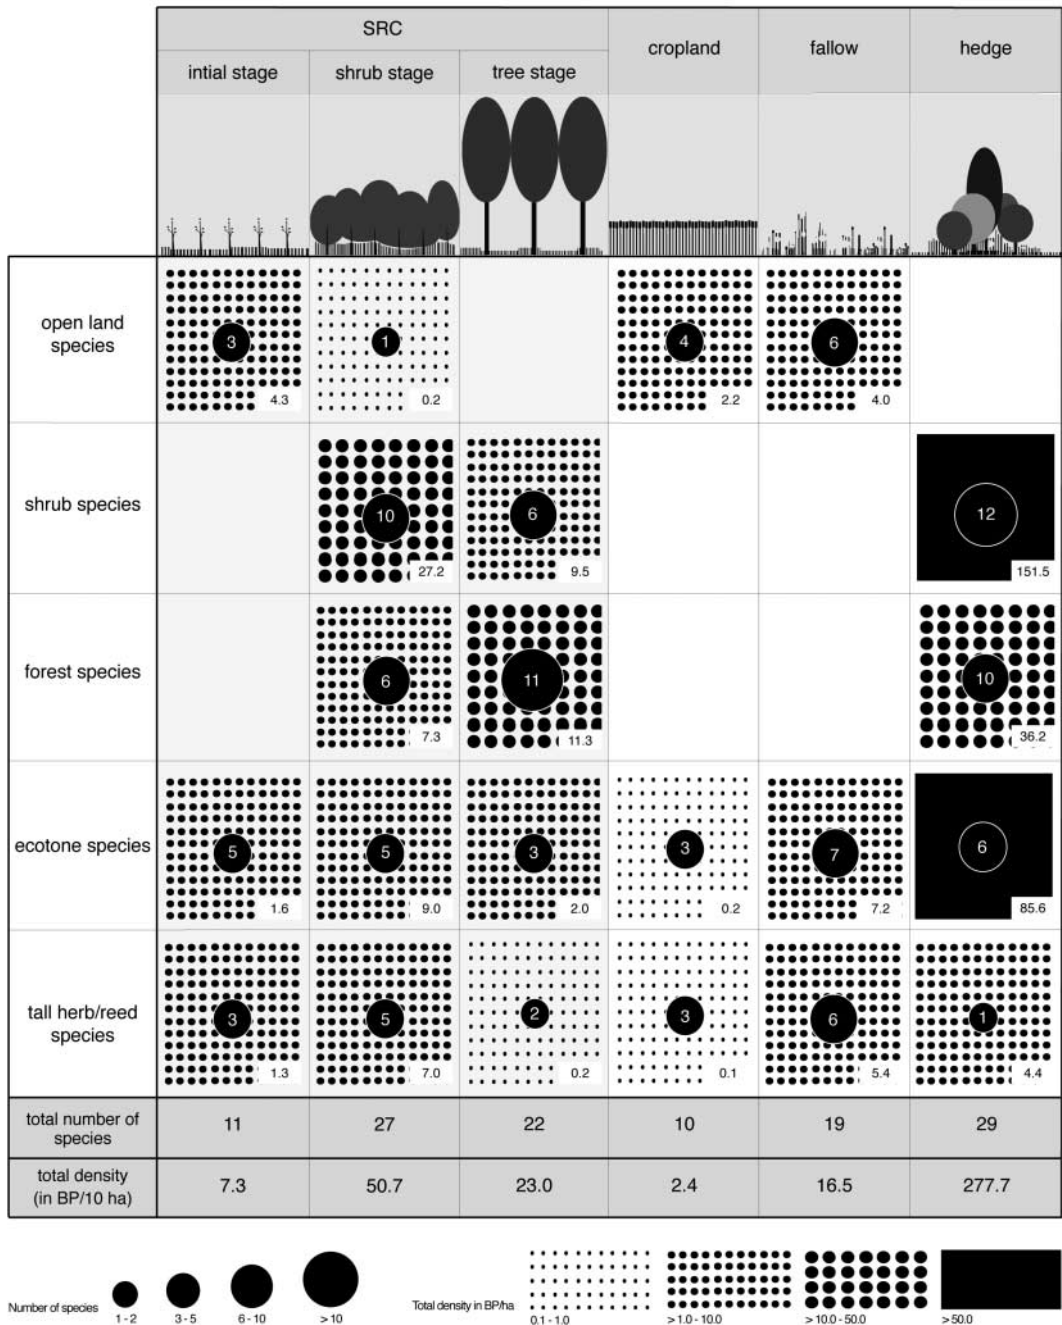 SRC
cropland
fallow
hedge
intial stage
shrub stage
tree stage
open land
species
3
4.3
1
0.2
4
2.2
6
4.0
shrub species
10
27.2
6
9.5
12
151.5
forest species
6
7.3
11
11.3
10
36.2
ecotone species
5
1.6
5
9.0
3
2.0
3
0.2
7
7.2
6
85.6
tall herb/reed
species
3
1.3
5
7.0
2
0.2
3
0.1
6
5.4
1
4.4
total number of
species
11
27
22
10
19
29
total density
(in BP/10 ha)
7.3
50.7
23.0
2.4
16.5
277.7
Number of species
1 - 2
3 - 5
6 - 10
> 10
Total density in BP/ha
0.1 - 1.0
> 1.0 - 10.0
> 10.0 - 50.0
> 50.0